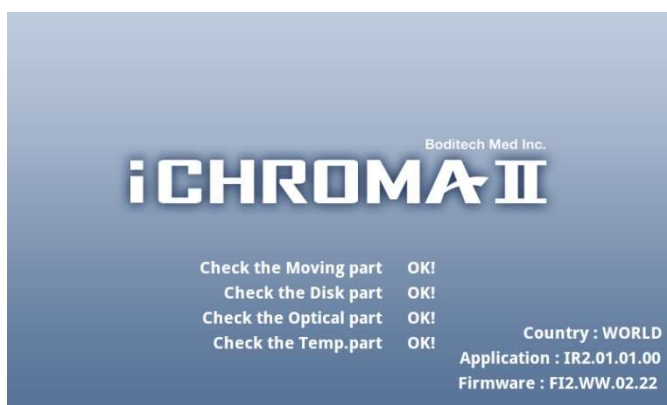 Boditech Med Inc.
iCHROMA II
Check the Moving part OK!
Check the Disk part OK!
Check the Optical part OK!
Check the Temp.part OK!
Country : WORLD
Application : IR2.01.01.00
Firmware : FI2.WW.02.22